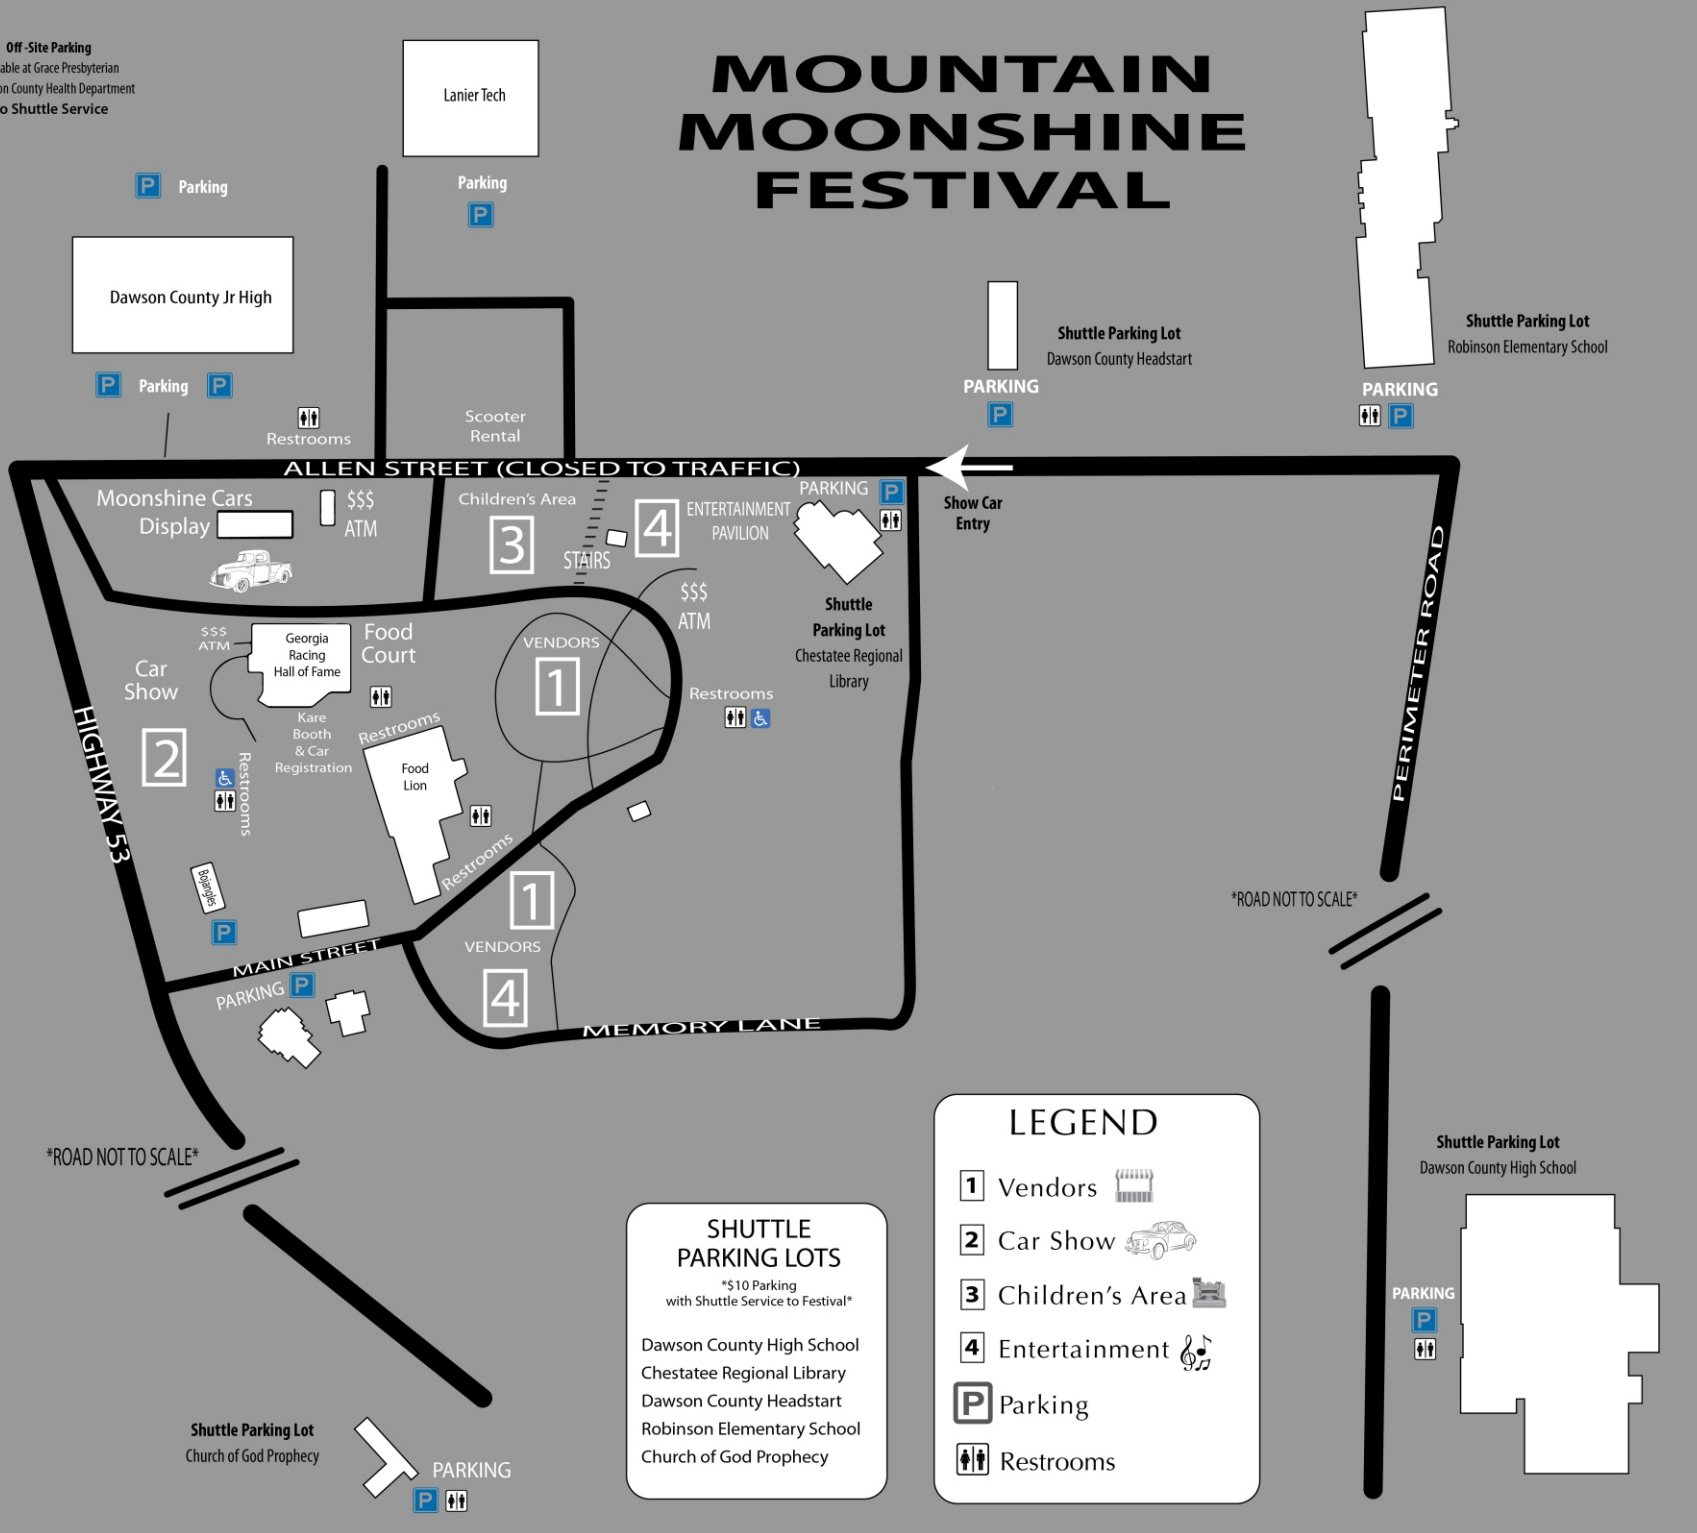 Off-Site Parking
able at Grace Presbyterian
on County Health Department
o Shuttle Service
Lanier Tech
MOUNTAIN
MOONSHINE
FESTIVAL
P Parking
Parking
P
Dawson County Jr High
Shuttle Parking Lot
Dawson County Headstart
Shuttle Parking Lot
Robinson Elementary School
P Parking P
PARKING
P
PARKING
P
Restrooms
Scooter
Rental
ALLEN STREET (CLOSED TO TRAFFIC)
Show Car
Entry
Moonshine Cars
Display
$$$
ATM
Children's Area
3
STAIRS
4
ENTERTAINMENT
PAVILION
PARKING P
Shuttle
Parking Lot
Chestatee Regional
Library
$$$
ATM
PERIMETER ROAD
$$$
ATM
Georgia
Racing
Hall of Fame
Food
Court
VENDORS
1
Car
Show
2
Restrooms
Kare
Booth
& Car
Registration
Restrooms
Food
Lion
Restrooms
Restrooms
HIGHWAY 53
Bojangles
P
1
VENDORS
4
MAIN STREET
PARKING P
MEMORY LANE
*ROAD NOT TO SCALE*
*ROAD NOT TO SCALE*
LEGEND
1 Vendors
2 Car Show
3 Children's Area
4 Entertainment
P Parking
Restrooms
SHUTTLE
PARKING LOTS
*$10 Parking
with Shuttle Service to Festival*
Dawson County High School
Chestatee Regional Library
Dawson County Headstart
Robinson Elementary School
Church of God Prophecy
Shuttle Parking Lot
Dawson County High School
PARKING
P
Shuttle Parking Lot
Church of God Prophecy
PARKING
P